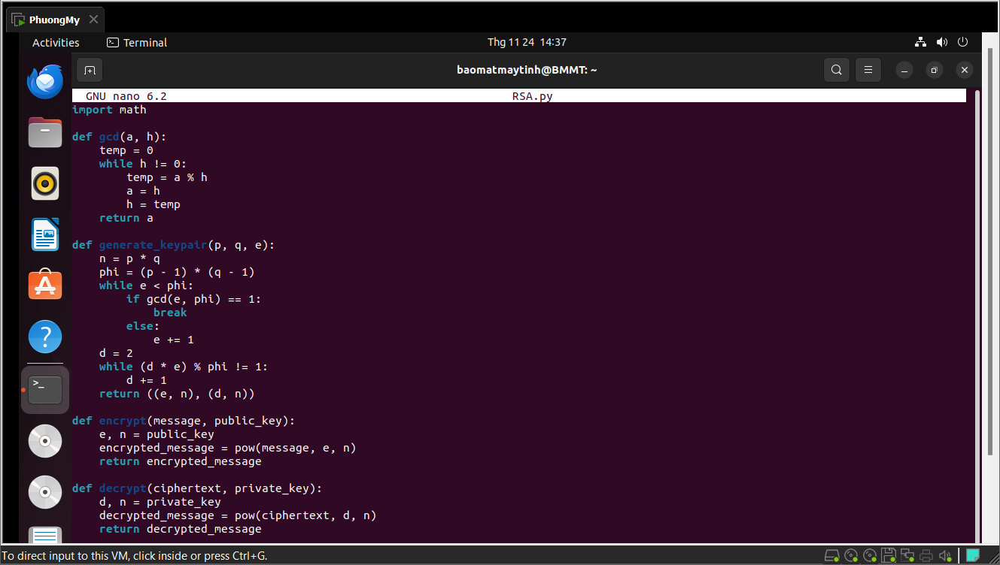 PhuongMy
Activities Terminal Thg 11 24 14:37
baomatmaytinh@BMMT: ~
GNU nano 6.2 RSA.py
import math

def gcd(a, h):
    temp = 0
    while h != 0:
        temp = a % h
        a = h
        h = temp
    return a

def generate_keypair(p, q, e):
    n = p * q
    phi = (p - 1) * (q - 1)
    while e < phi:
        if gcd(e, phi) == 1:
            break
        else:
            e += 1
    d = 2
    while (d * e) % phi != 1:
        d += 1
    return ((e, n), (d, n))

def encrypt(message, public_key):
    e, n = public_key
    encrypted_message = pow(message, e, n)
    return encrypted_message

def decrypt(ciphertext, private_key):
    d, n = private_key
    decrypted_message = pow(ciphertext, d, n)
    return decrypted_message
To direct input to this VM, click inside or press Ctrl+G.